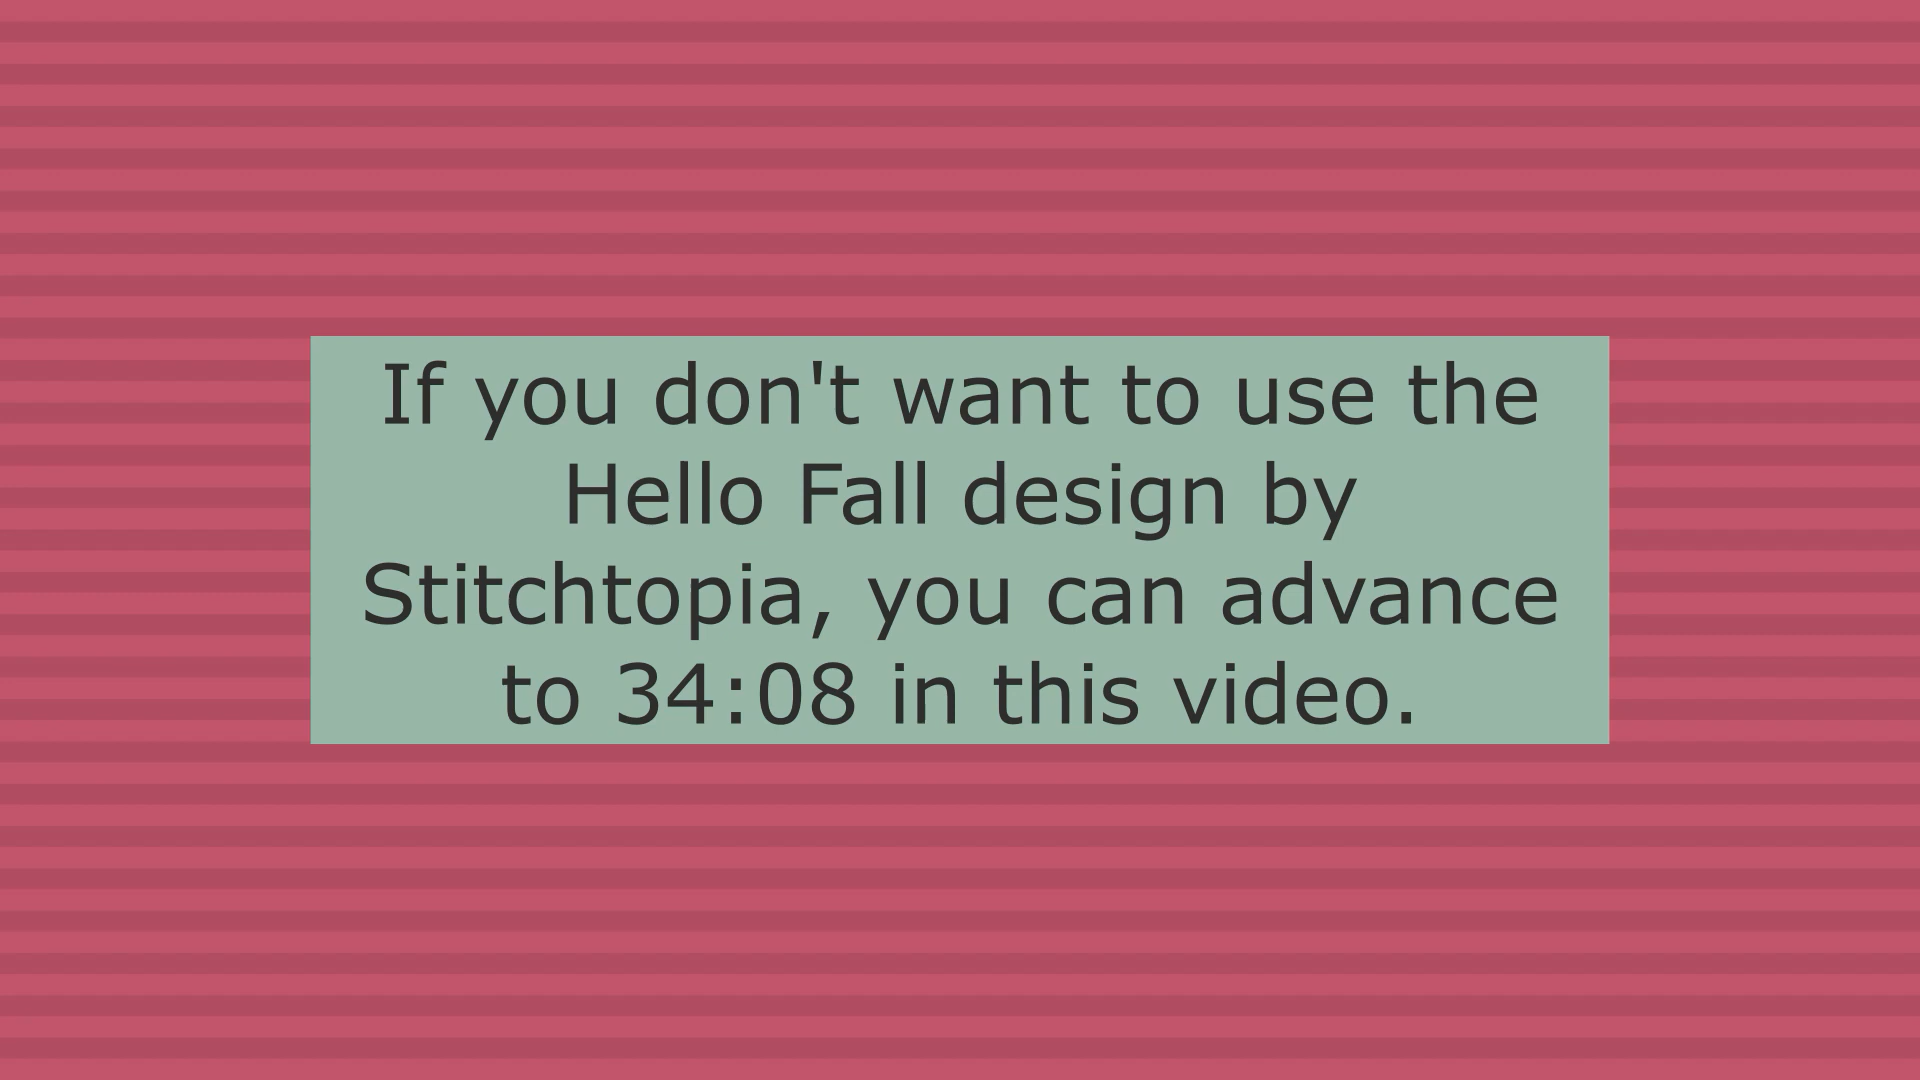 If you don't want to use the
Hello Fall design by
Stitchtopia, you can advance
to 34:08 in this video.